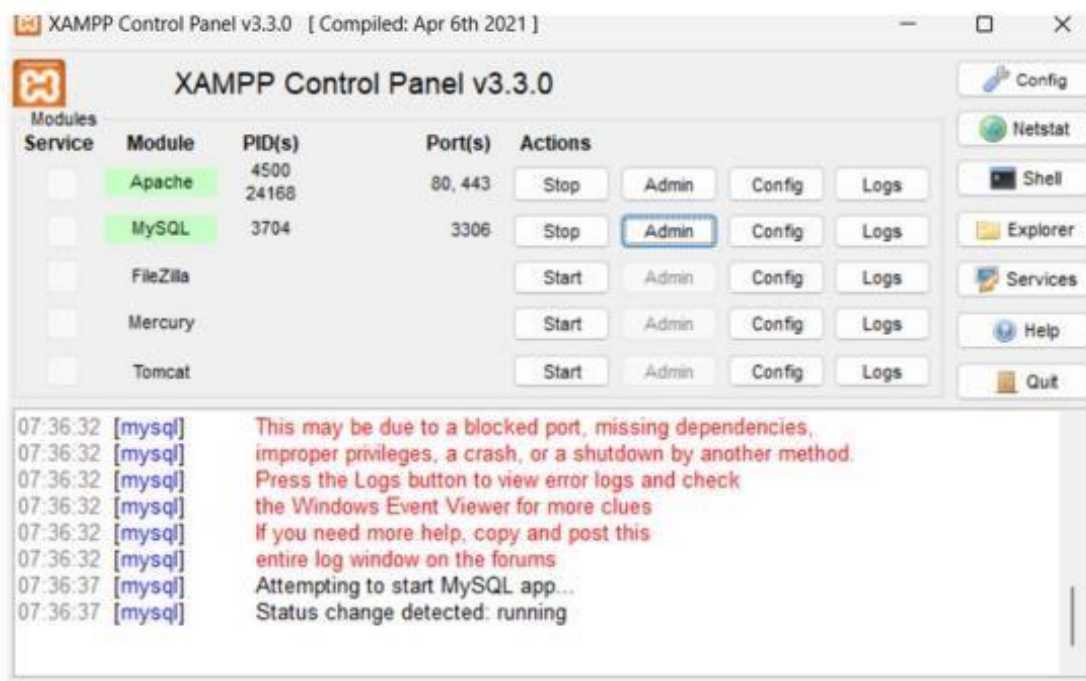 XAMPP Control Panel v3.3.0 [ Compiled: Apr 6th 2021 ]
XAMPP Control Panel v3.3.0
Config
Modules
Service Module PID(s) Port(s) Actions
Netstat
Apache 4500 24168 80, 443 Stop Admin Config Logs
Shell
MySQL 3704 3306 Stop Admin Config Logs
Explorer
FileZilla Start Admin Config Logs
Services
Mercury Start Admin Config Logs
Help
Tomcat Start Admin Config Logs
Quit
07:36:32 [mysql] This may be due to a blocked port, missing dependencies,
07:36:32 [mysql] improper privileges, a crash, or a shutdown by another method.
07:36:32 [mysql] Press the Logs button to view error logs and check
07:36:32 [mysql] the Windows Event Viewer for more clues
07:36:32 [mysql] If you need more help, copy and post this
07:36:32 [mysql] entire log window on the forums
07:36:37 [mysql] Attempting to start MySQL app...
07:36:37 [mysql] Status change detected: running